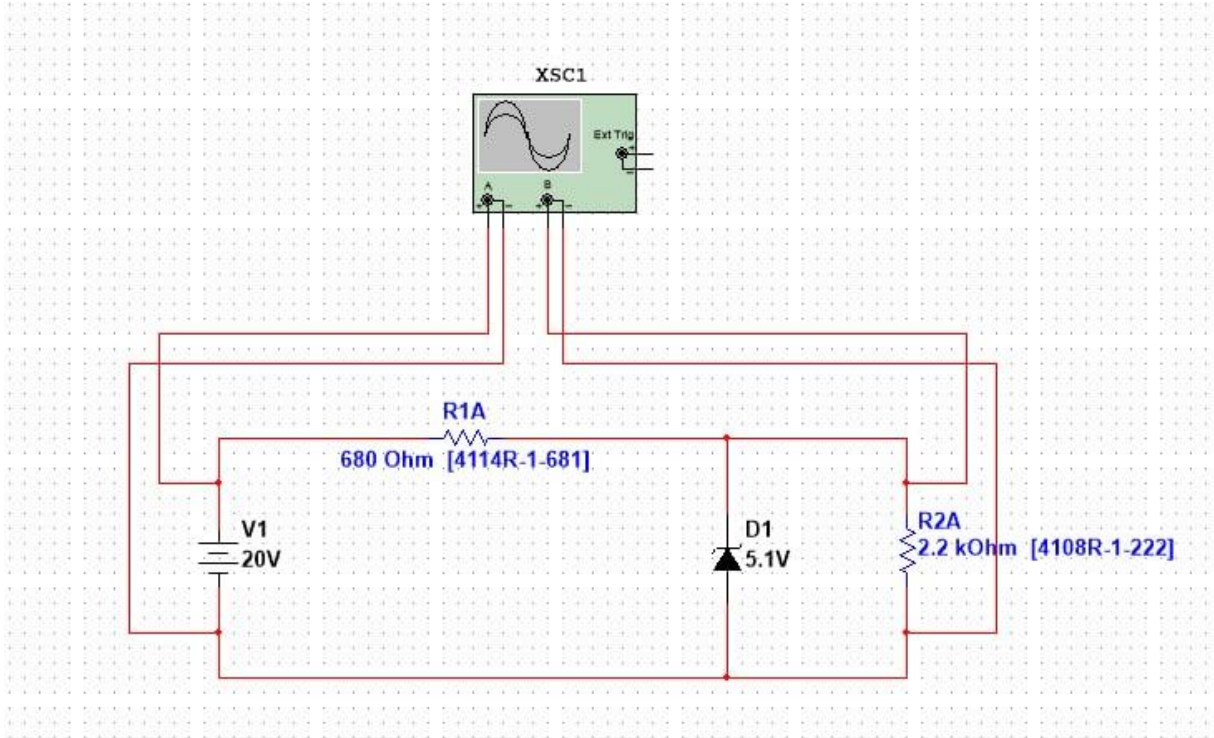 XSC1
Ext Trig
+
−
A
B
+ −
+ −
R1A
680 Ohm [4114R-1-681]
V1
20V
D1
5.1V
R2A
2.2 kOhm [4108R-1-222]